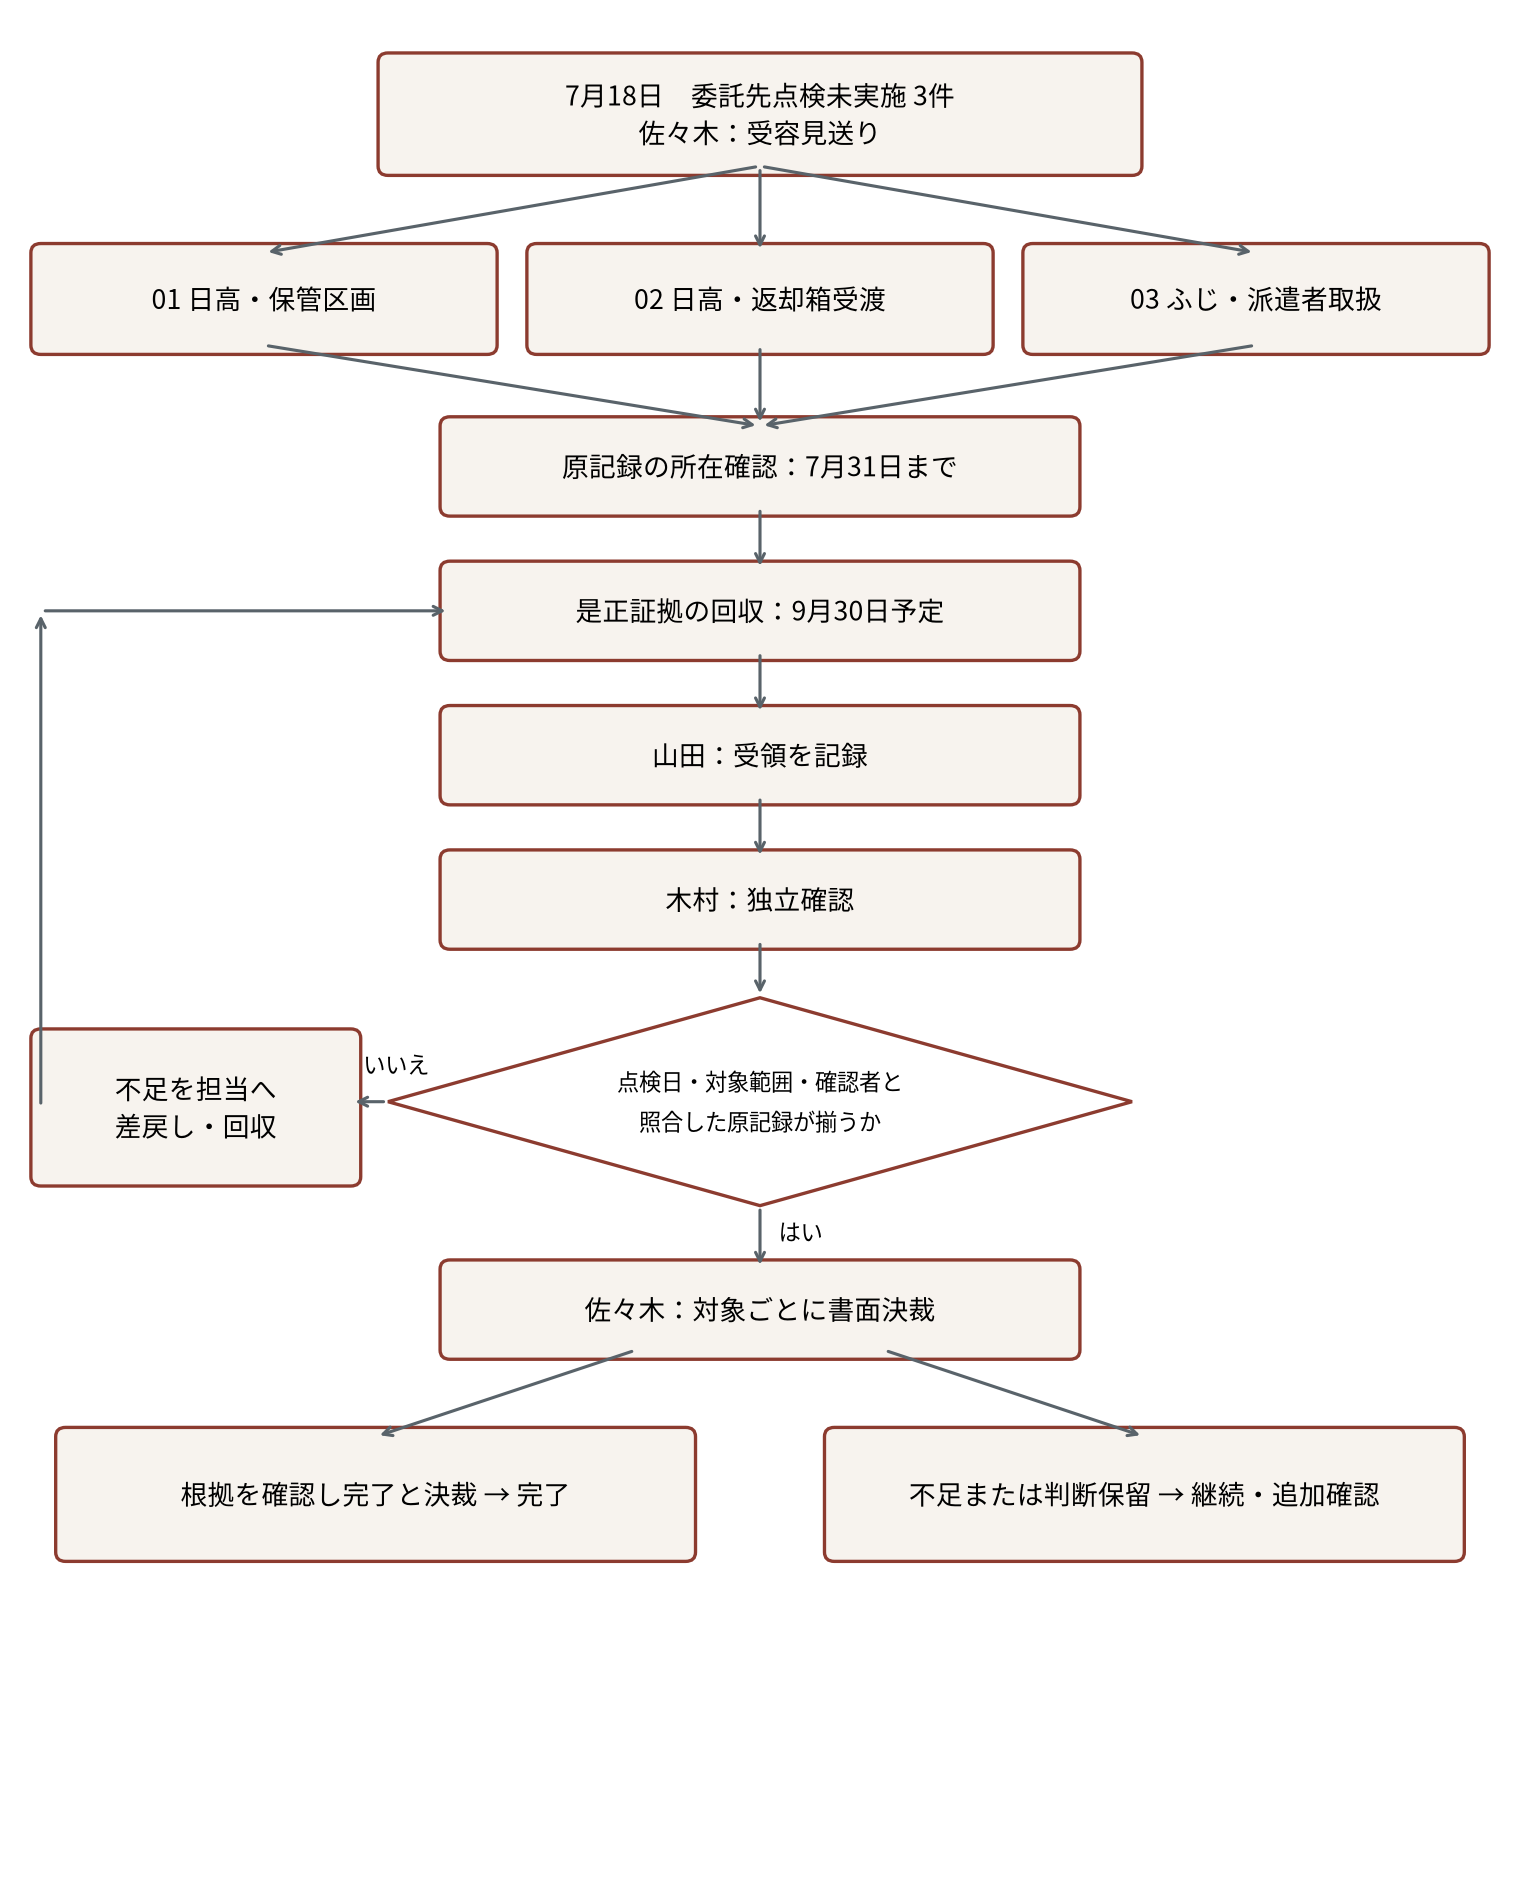 7月18日　委託先点検未実施 3件
佐々木：受容見送り
01 日高・保管区画
02 日高・返却箱受渡
03 ふじ・派遣者取扱
原記録の所在確認：7月31日まで
是正証拠の回収：9月30日予定
山田：受領を記録
木村：独立確認
いいえ
不足を担当へ
差戻し・回収
点検日・対象範囲・確認者と
照合した原記録が揃うか
はい
佐々木：対象ごとに書面決裁
根拠を確認し完了と決裁 → 完了
不足または判断保留 → 継続・追加確認